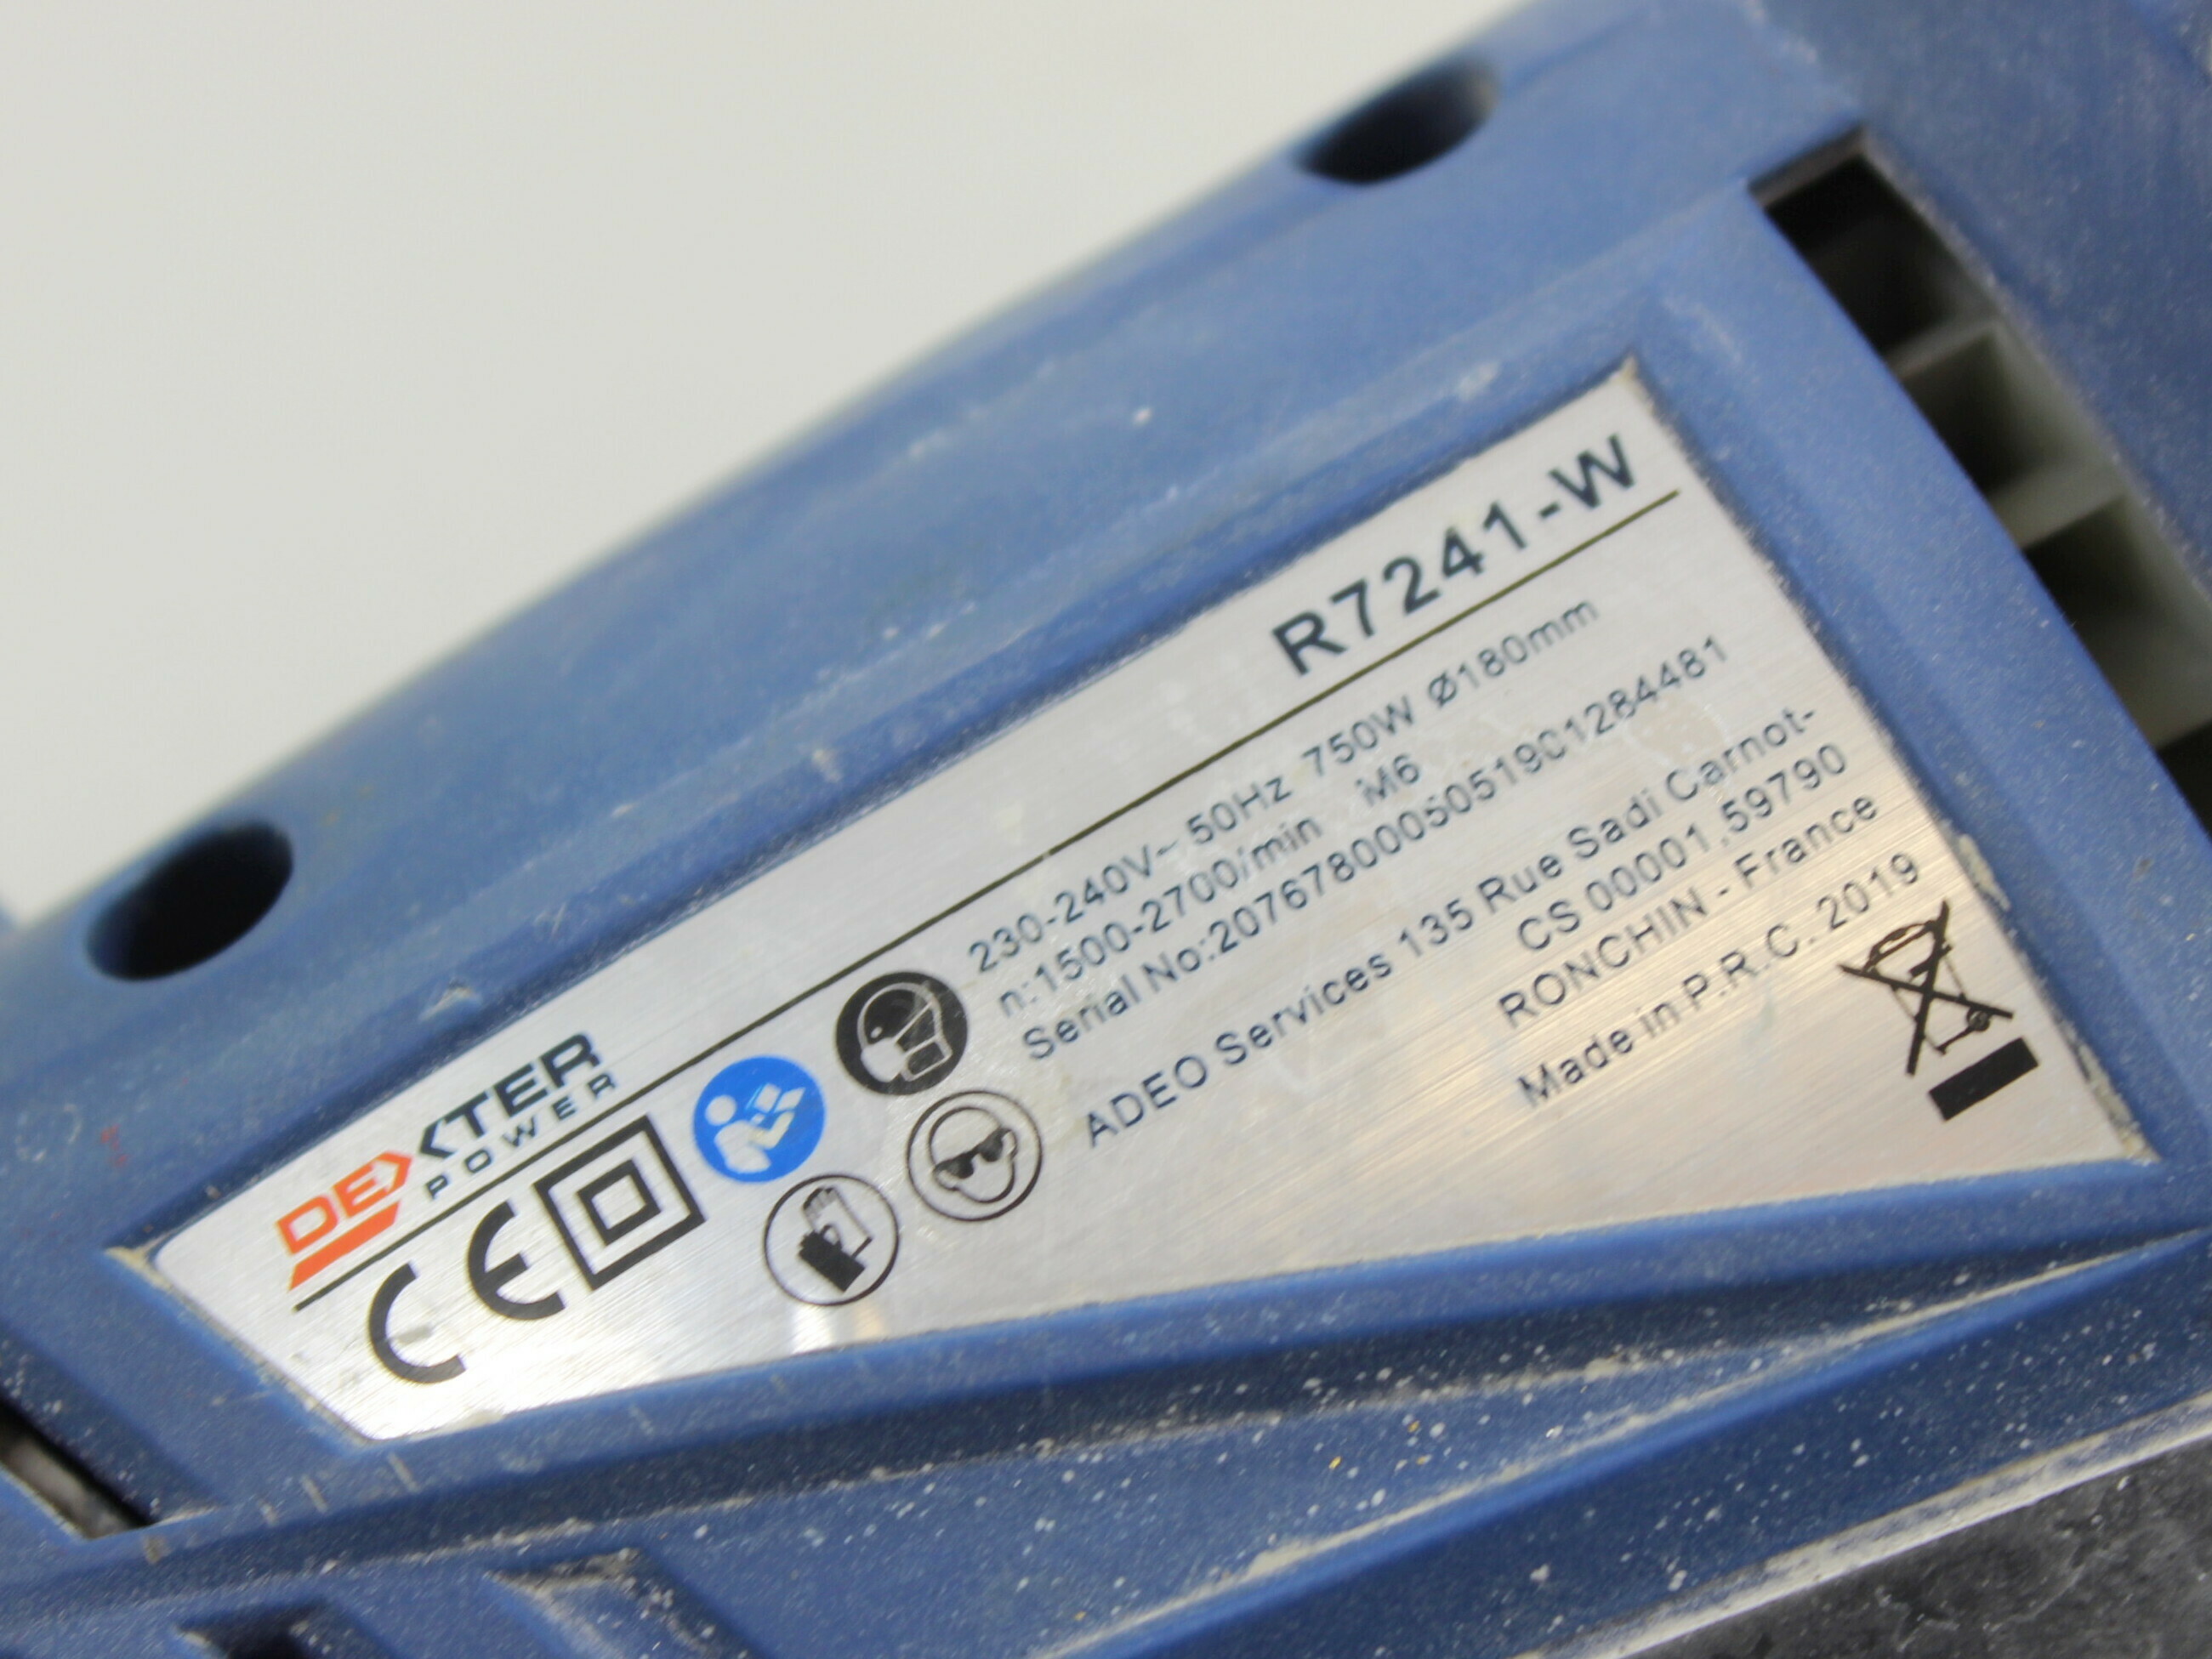 R7241-W
DEXTER
POWER
CE
230-240V~ 50Hz 750W Ø180mm
n:1500-2700/min M6
Serial No:
ADEO Services 135 Rue Sadi Carnot-
CS 00001,59790
RONCHIN - France
Made in P.R.C. 2019